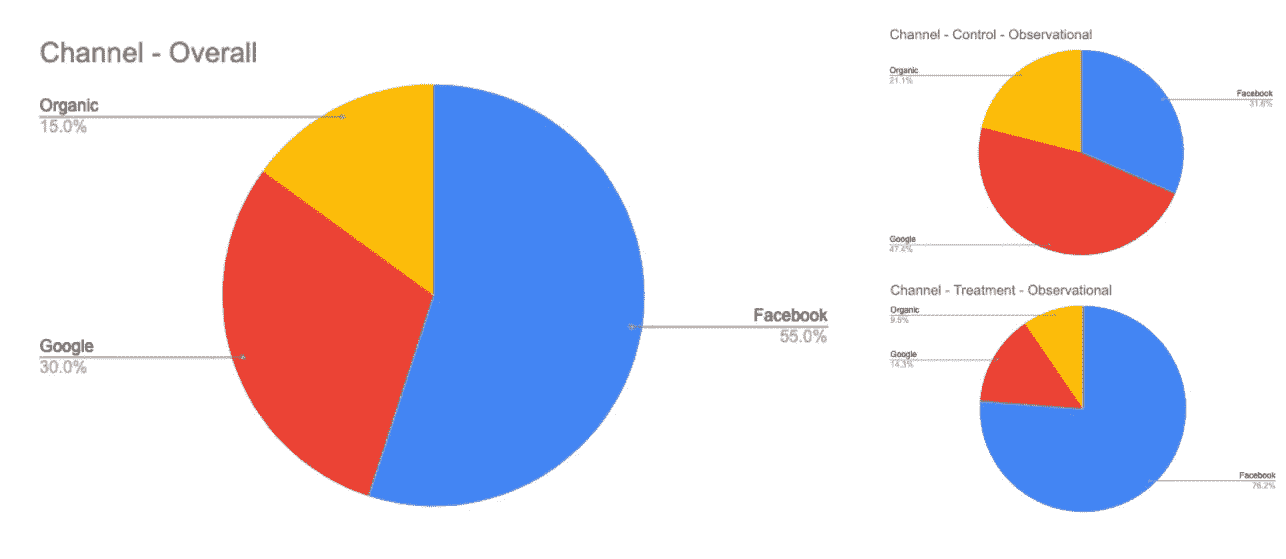 Channel - Overall
Organic
15.0%
Google
30.0%
Facebook
55.0%
Channel - Control - Observational
Organic
21.1%
Facebook
31.6%
Google
47.4%
Channel - Treatment - Observational
Organic
9.5%
Google
14.3%
Facebook
76.2%